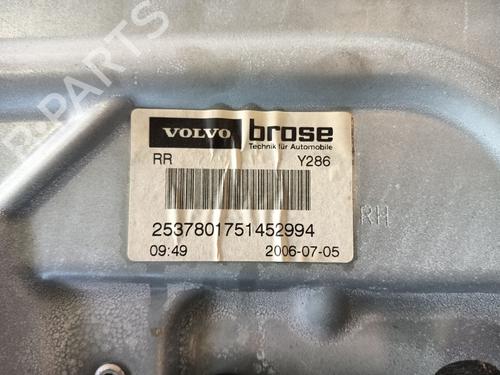 B-PARTS
VOLVO
brose
Technik für Automobile
RR
Y286
2537801751452994
09:49
2006-07-05
RH